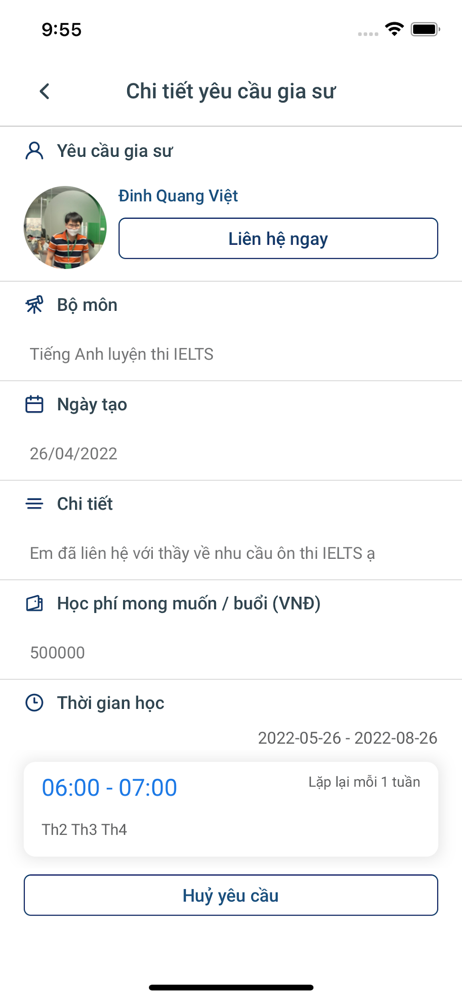 9:55
Chi tiết yêu cầu gia sư
Yêu cầu gia sư
Đinh Quang Việt
Liên hệ ngay
Bộ môn
Tiếng Anh luyện thi IELTS
Ngày tạo
26/04/2022
Chi tiết
Em đã liên hệ với thầy về nhu cầu ôn thi IELTS ạ
Học phí mong muốn / buổi (VNĐ)
500000
Thời gian học
2022-05-26 - 2022-08-26
06:00 - 07:00
Lặp lại mỗi 1 tuần
Th2 Th3 Th4
Huỷ yêu cầu